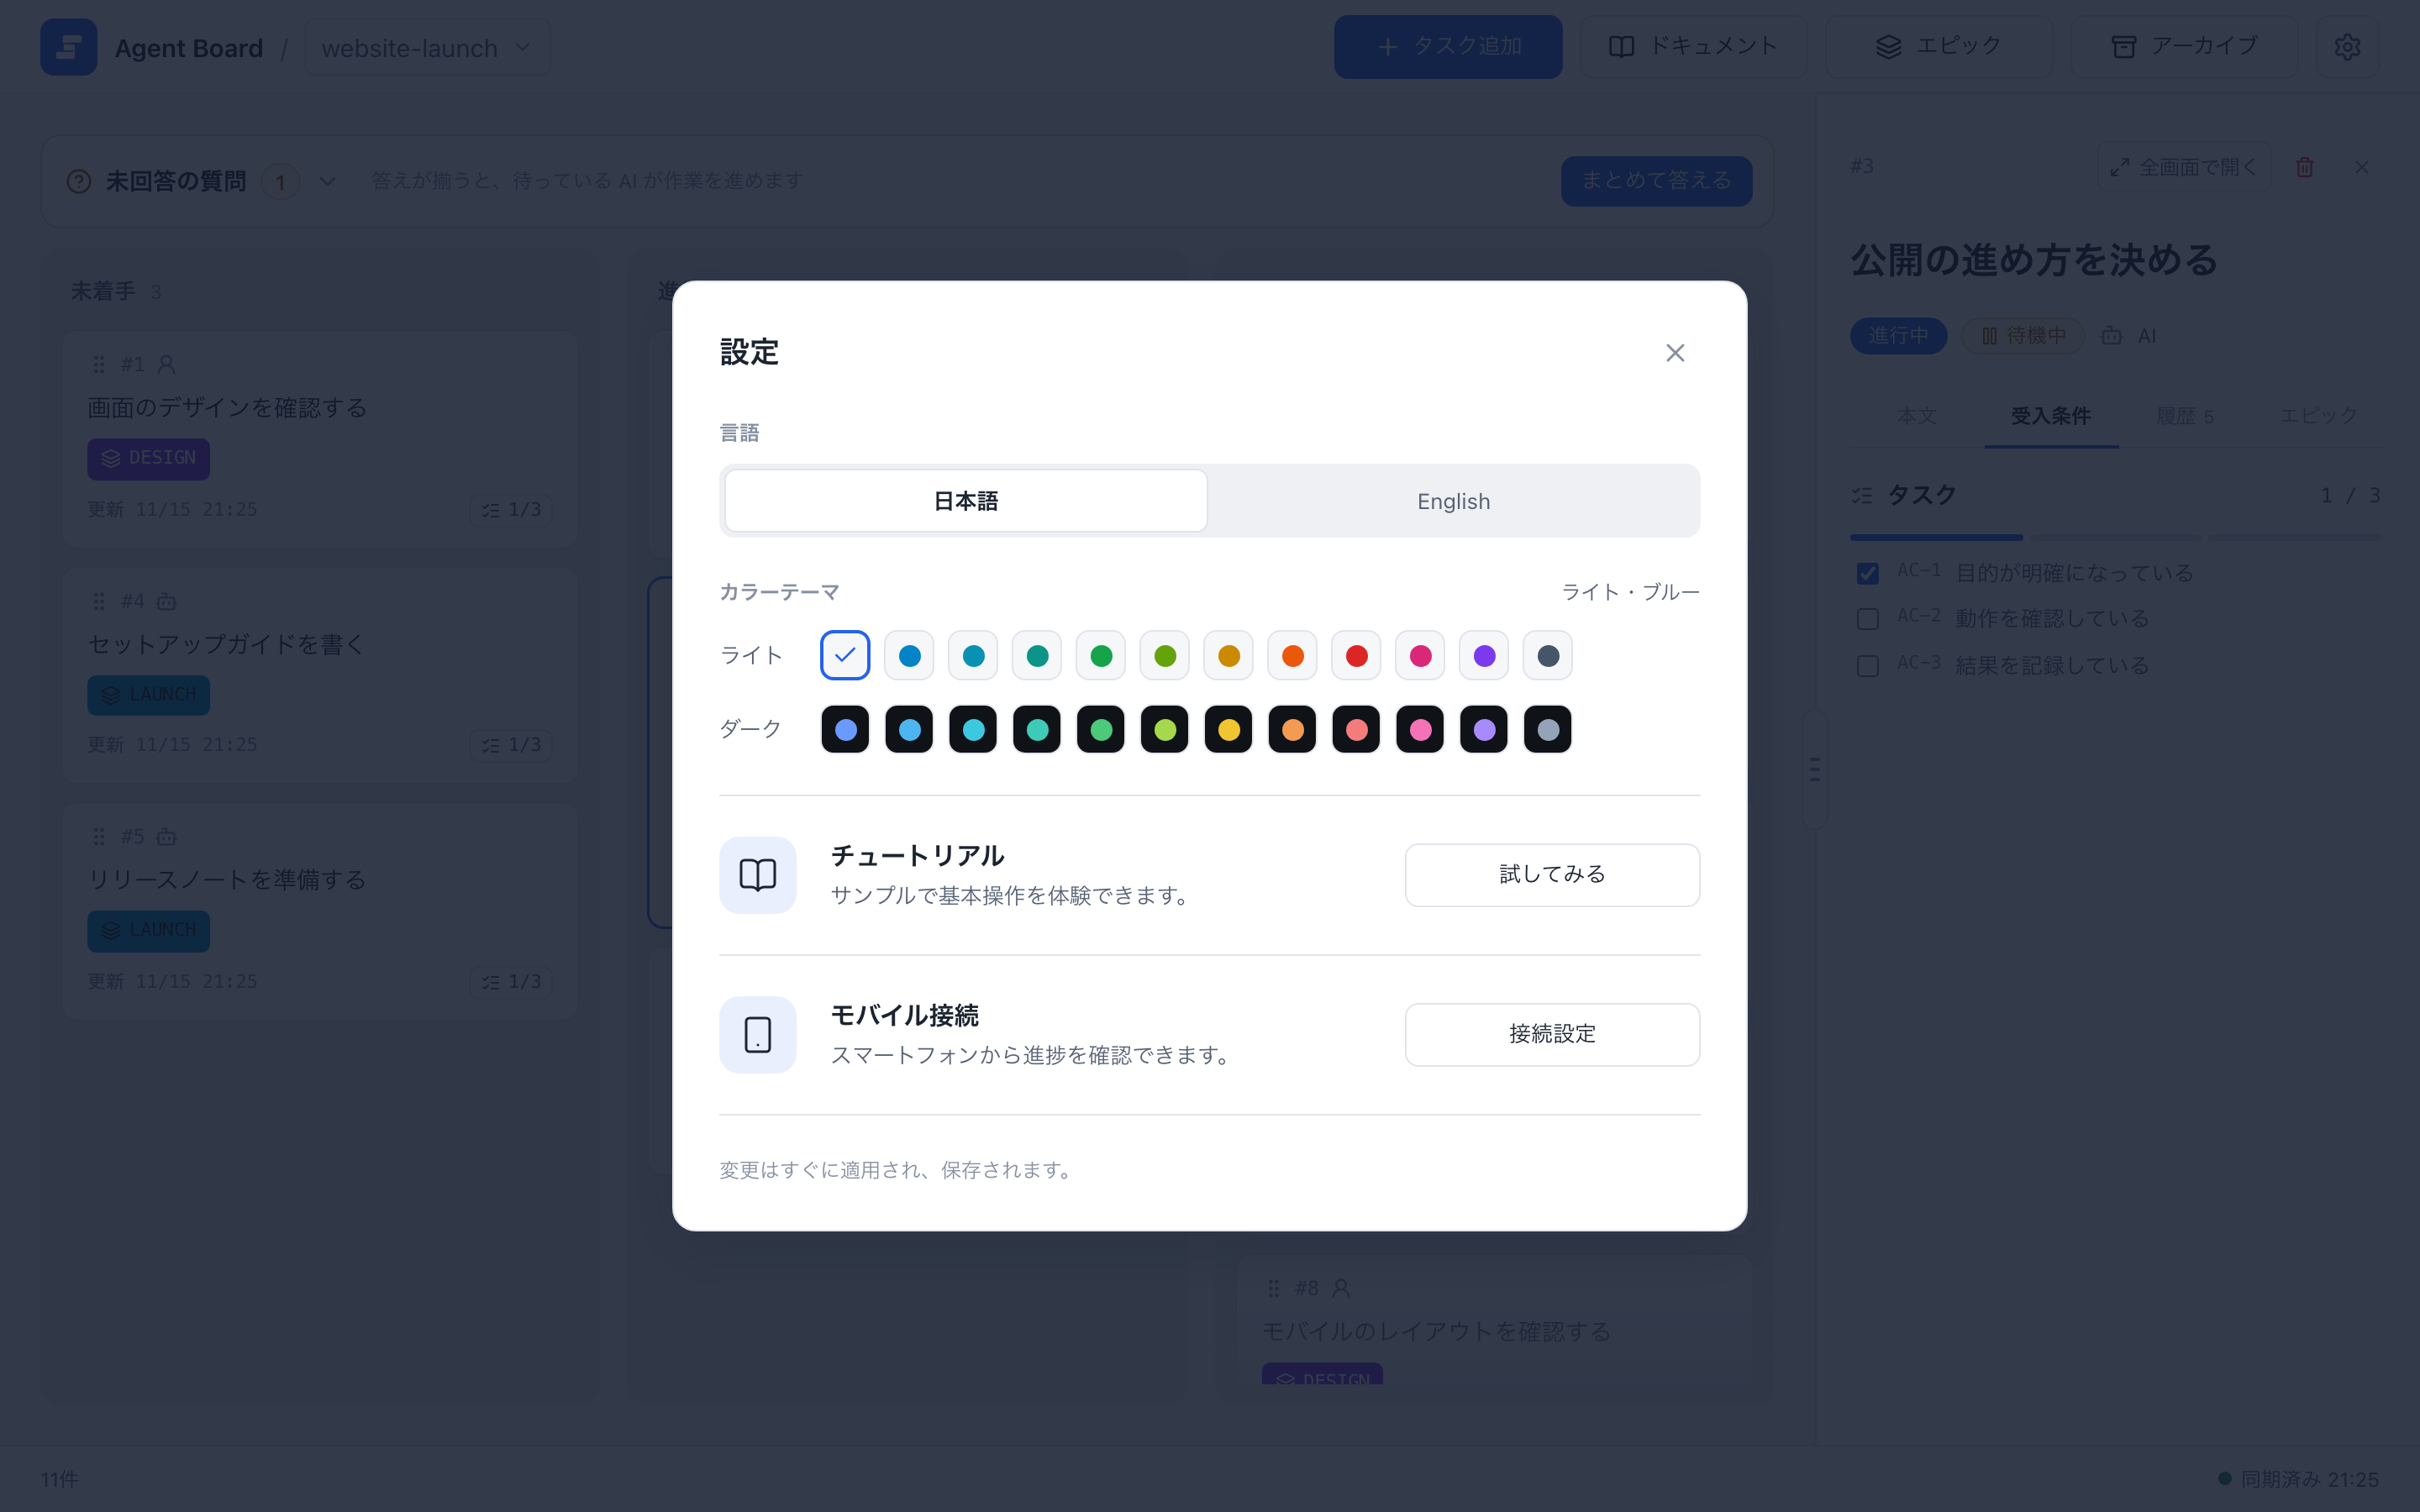 Agent Board / website-launch
タスク追加
ドキュメント
エピック
アーカイブ
未回答の質問 1 答えが揃うと、待っている AI が作業を進めます
まとめて答える
未着手 3
#1
画面のデザインを確認する
DESIGN
更新 11/15 21:25 1/3
#4
セットアップガイドを書く
LAUNCH
更新 11/15 21:25 1/3
#5
リリースノートを準備する
LAUNCH
更新 11/15 21:25 1/3
進
設定
言語
日本語 English
カラーテーマ ライト・ブルー
ライト
ダーク
チュートリアル
サンプルで基本操作を体験できます。
試してみる
モバイル接続
スマートフォンから進捗を確認できます。
接続設定
変更はすぐに適用され、保存されます。
#8
モバイルのレイアウトを確認する
DESIGN
#3
全画面で開く
公開の進め方を決める
進行中 待機中 AI
本文 受入条件 履歴 5 エピック
タスク 1 / 3
AC-1 目的が明確になっている
AC-2 動作を確認している
AC-3 結果を記録している
11件
同期済み 21:25